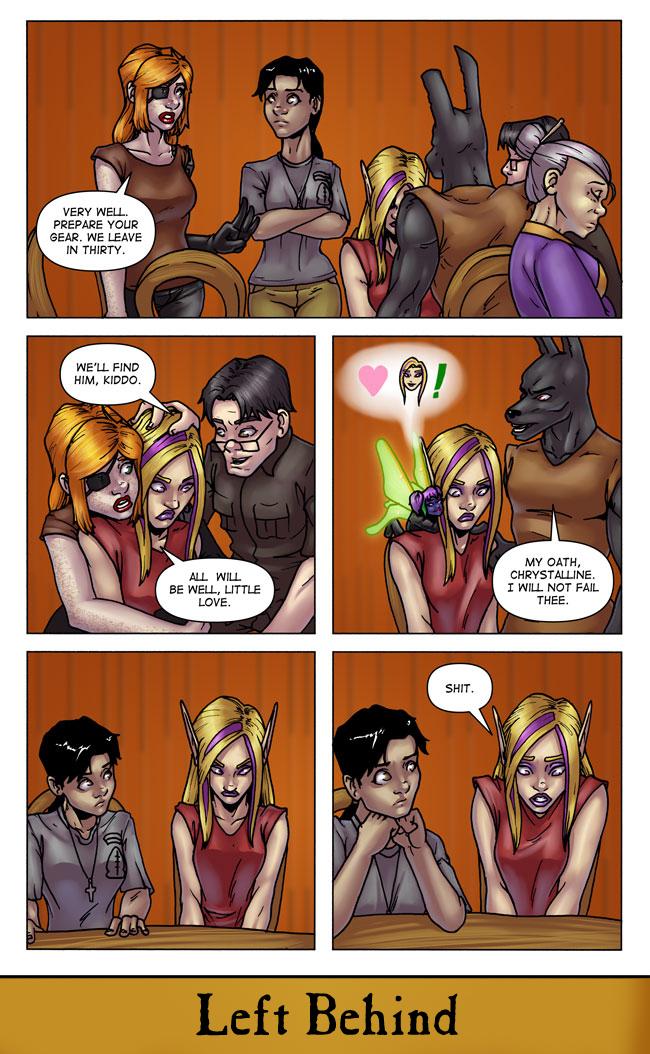 VERY WELL.
PREPARE YOUR
GEAR. WE LEAVE
IN THIRTY.
WE'LL FIND
HIM, KIDDO.
ALL WILL
BE WELL, LITTLE
LOVE.
!
MY OATH,
CHRYSTALLINE.
I WILL NOT FAIL
THEE.
SHIT.
Left Behind